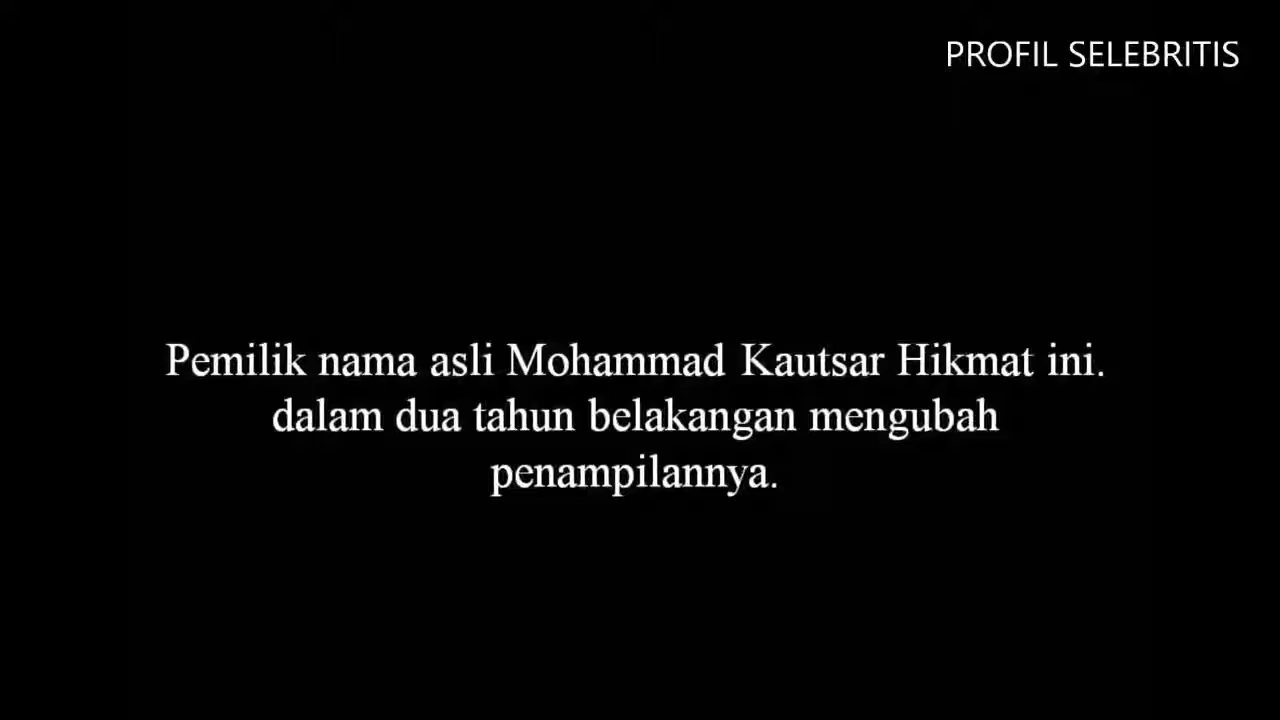 PROFIL SELEBRITIS
Pemilik nama asli Mohammad Kautsar Hikmat ini.
dalam dua tahun belakangan mengubah
penampilannya.